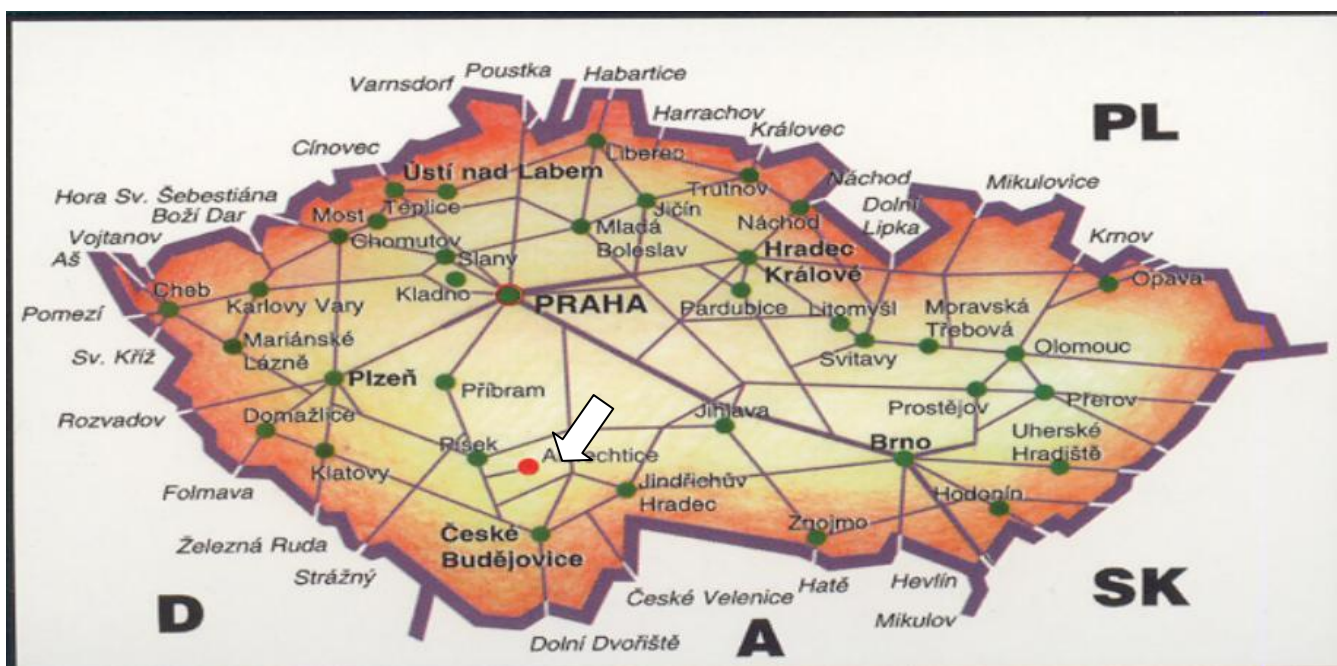 Poustka
Habartice
Varnsdorf
Harrachov
Královec
PL
Cínovec
Liberec
Ústí nad Labem
Trutnov
Náchod
Mikulovice
Hora Sv. Šebestiána
Teplice
Jičín
Dolní
Lipka
Boží Dar
Most
Mladá
Boleslav
Náchod
Vojtanov
Chomutov
Slaný
Hradec
Králové
Krnov
Aš
Opava
Cheb
Karlovy Vary
Kladno
PRAHA
Pardubice
Litomyšl
Moravská
Třebová
Pomezí
Mariánské
Lázně
Svitavy
Olomouc
Sv. Kříž
Plzeň
Příbram
Prostějov
Přerov
Rozvadov
Domažlice
Jihlava
Písek
Brno
Uherské
Hradiště
Klatovy
Jindřichův
Hradec
Folmava
Hodonín
České
Budějovice
Znojmo
Železná Ruda
Strážný
Hatě
Hevlín
SK
České Velenice
D
Mikulov
Dolní Dvořiště
A